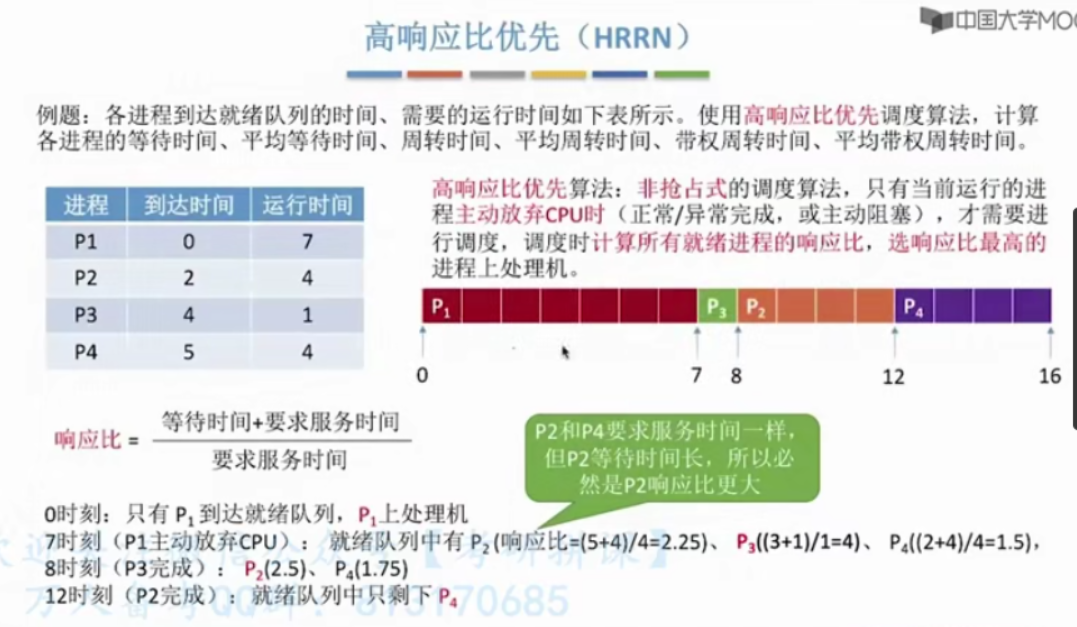 中国大学MO
高响应比优先（HRRN）
例题：各进程到达就绪队列的时间、需要的运行时间如下表所示。使用高响应比优先调度算法，计算
各进程的等待时间、平均等待时间、周转时间、平均周转时间、带权周转时间、平均带权周转时间。
进程 到达时间 运行时间
P1 0 7
P2 2 4
P3 4 1
P4 5 4
高响应比优先算法：非抢占式的调度算法，只有当前运行的进
程主动放弃CPU时（正常/异常完成，或主动阻塞），才需要进
行调度，调度时计算所有就绪进程的响应比，选响应比最高的
进程上处理机。
P₁ P₃ P₂ P₄
0 7 8 12 16
响应比 = 等待时间+要求服务时间
要求服务时间
P2和P4要求服务时间一样，
但P2等待时间长，所以必
然是P2响应比更大
0时刻：只有 P₁ 到达就绪队列，P₁上处理机
7时刻（P1主动放弃CPU）： 就绪队列中有 P₂ (响应比=(5+4)/4=2.25)、 P₃((3+1)/1=4)、 P₄((2+4)/4=1.5)，
8时刻（P3完成）： P₂(2.5)、 P₄(1.75)
12时刻（P2完成）：就绪队列中只剩下 P₄
【考研拼课】